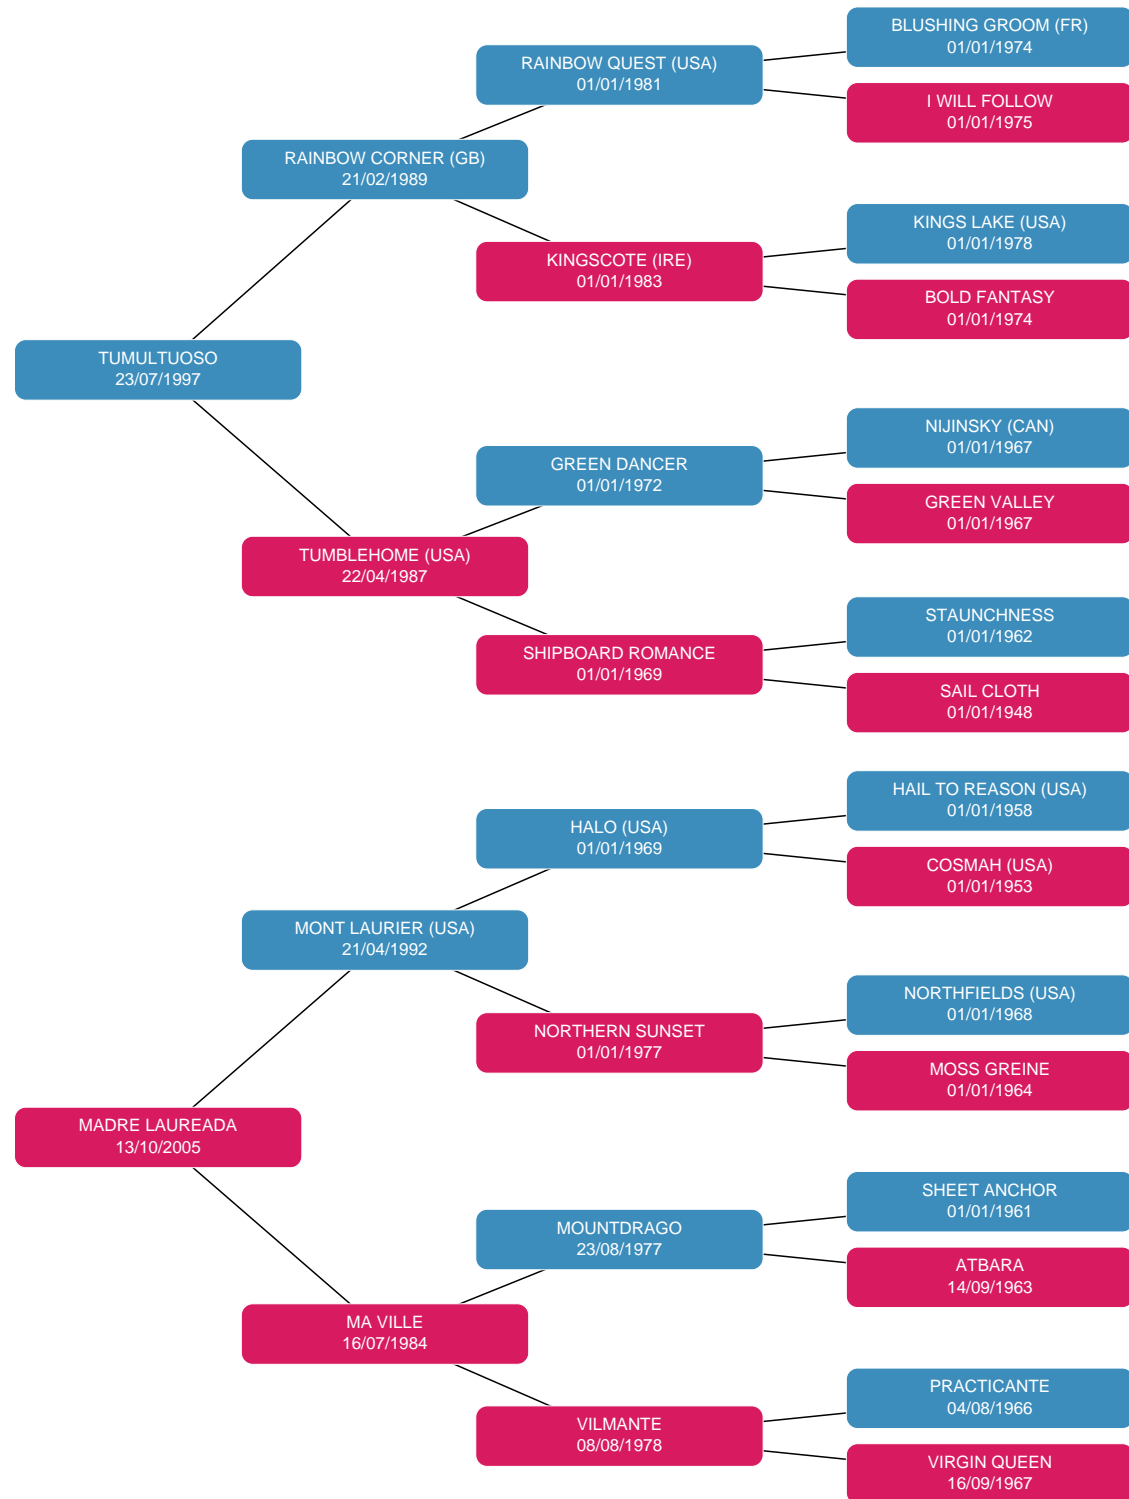 BLUSHING GROOM (FR)
01/01/1974
RAINBOW QUEST (USA)
01/01/1981
I WILL FOLLOW
01/01/1975
RAINBOW CORNER (GB)
21/02/1989
KINGS LAKE (USA)
01/01/1978
KINGSCOTE (IRE)
01/01/1983
BOLD FANTASY
01/01/1974
TUMULTUOSO
23/07/1997
NIJINSKY (CAN)
01/01/1967
GREEN DANCER
01/01/1972
GREEN VALLEY
01/01/1967
TUMBLEHOME (USA)
22/04/1987
STAUNCHNESS
01/01/1962
SHIPBOARD ROMANCE
01/01/1969
SAIL CLOTH
01/01/1948
HAIL TO REASON (USA)
01/01/1958
HALO (USA)
01/01/1969
COSMAH (USA)
01/01/1953
MONT LAURIER (USA)
21/04/1992
NORTHFIELDS (USA)
01/01/1968
NORTHERN SUNSET
01/01/1977
MOSS GREINE
01/01/1964
MADRE LAUREADA
13/10/2005
SHEET ANCHOR
01/01/1961
MOUNTDRAGO
23/08/1977
ATBARA
14/09/1963
MA VILLE
16/07/1984
PRACTICANTE
04/08/1966
VILMANTE
08/08/1978
VIRGIN QUEEN
16/09/1967